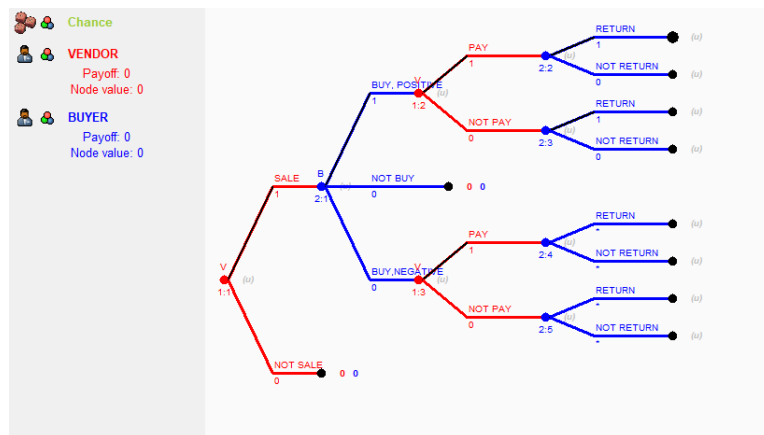 Chance
VENDOR
Payoff: 0
Node value: 0
BUYER
Payoff: 0
Node value: 0
V
1:1
(u)
SALE
1
NOT SALE
0
0 0
B
2:1
(u)
BUY, POSITIVE
1
NOT BUY
0
0 0
BUY,NEGATIVE
0
V
1:2
(u)
PAY
1
NOT PAY
0
2:2
(u)
RETURN
1
(u)
NOT RETURN
0
(u)
2:3
(u)
RETURN
1
(u)
NOT RETURN
0
(u)
V
1:3
(u)
PAY
1
NOT PAY
0
2:4
(u)
RETURN
*
(u)
NOT RETURN
*
(u)
2:5
(u)
RETURN
*
(u)
NOT RETURN
*
(u)